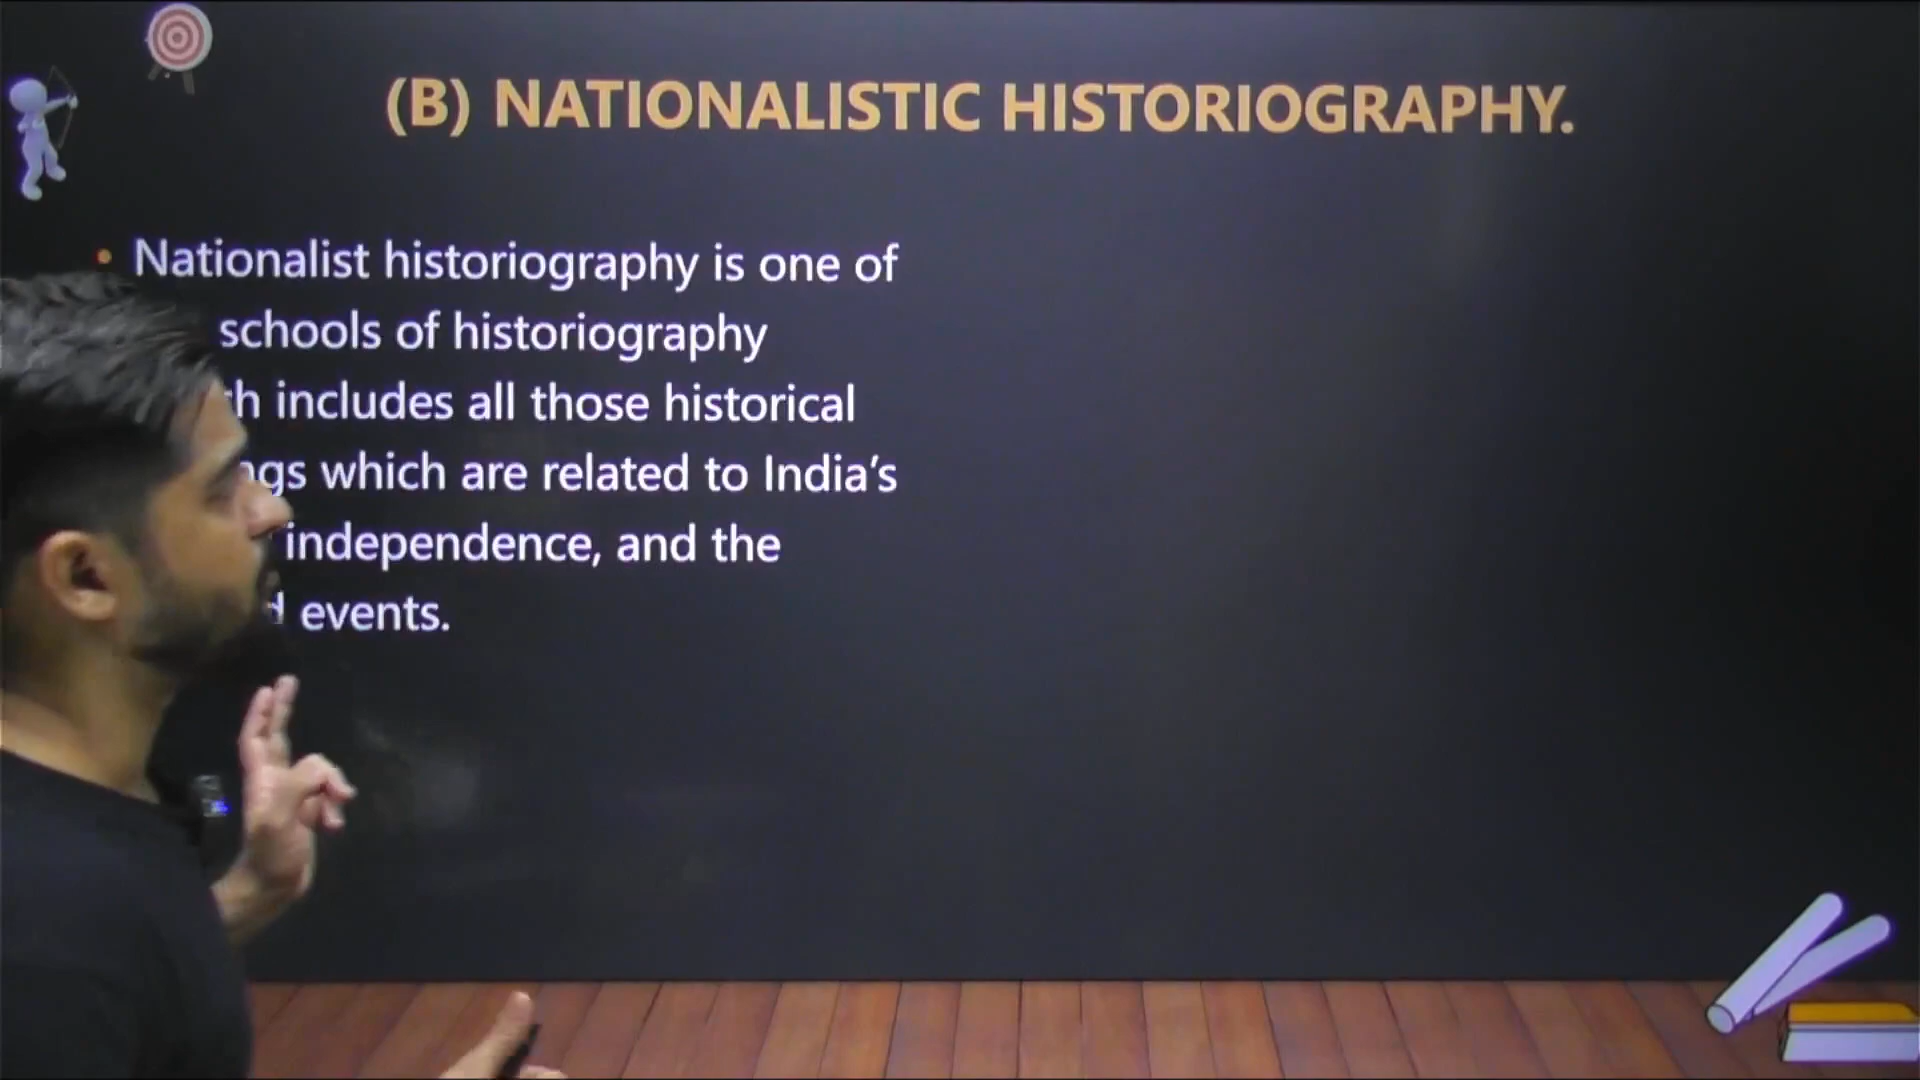 (B) NATIONALISTIC HISTORIOGRAPHY.
• Nationalist historiography is one of
schools of historiography
includes all those historical
which are related to India's
independence, and the
events.